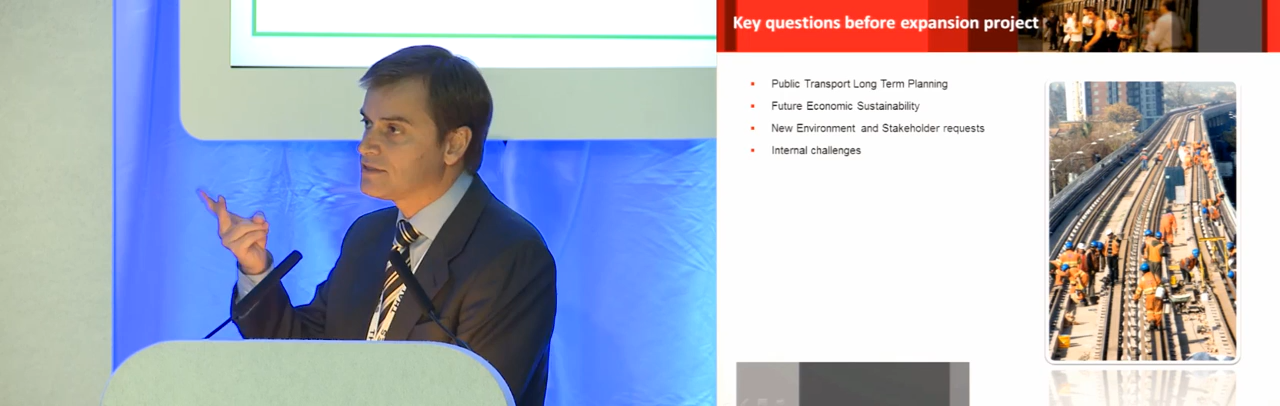 Key questions before expansion project
Public Transport Long Term Planning
Future Economic Sustainability
New Environment and Stakeholder requests
Internal challenges